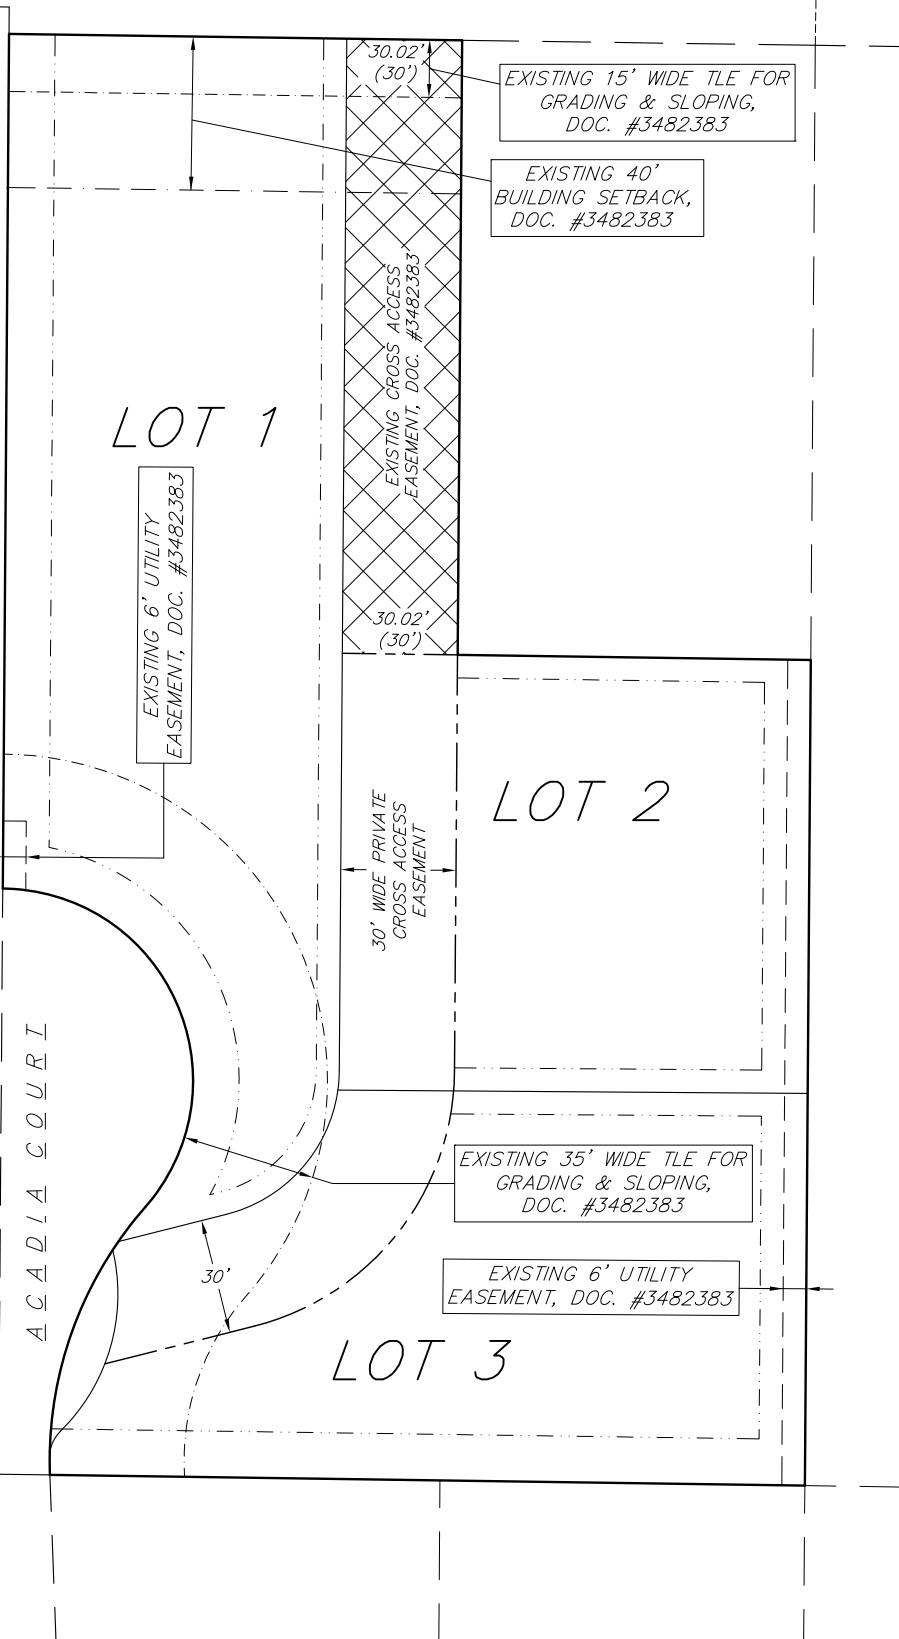 30.02'
(30')
EXISTING 15' WIDE TLE FOR
GRADING & SLOPING,
DOC. #3482383
EXISTING 40'
BUILDING SETBACK,
DOC. #3482383
EXISTING CROSS ACCESS
EASEMENT, DOC. #3482383
LOT 1
EXISTING 6' UTILITY
EASEMENT, DOC. #3482383
30.02'
(30')
LOT 2
30' WIDE PRIVATE
CROSS ACCESS
EASEMENT
ACADIA COURT
EXISTING 35' WIDE TLE FOR
GRADING & SLOPING,
DOC. #3482383
30'
EXISTING 6' UTILITY
EASEMENT, DOC. #3482383
LOT 3